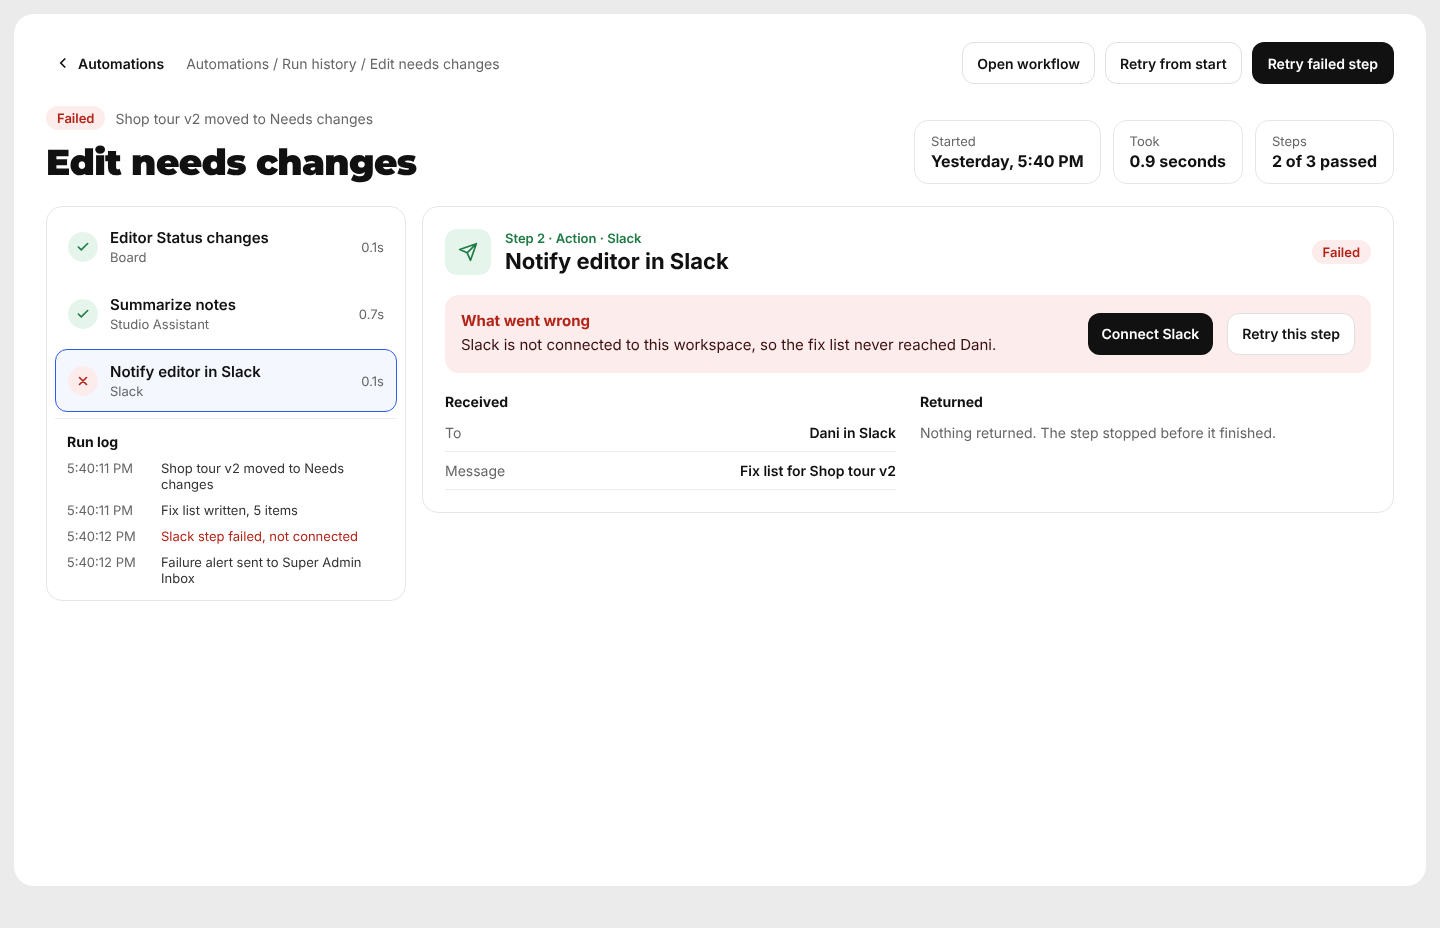 Automations
Automations / Run history / Edit needs changes
Open workflow
Retry from start
Retry failed step
Failed
Shop tour v2 moved to Needs changes
Edit needs changes
Started
Yesterday, 5:40 PM
Took
0.9 seconds
Steps
2 of 3 passed
Editor Status changes
Board
0.1s
Summarize notes
Studio Assistant
0.7s
Notify editor in Slack
Slack
0.1s
Run log
5:40:11 PM
Shop tour v2 moved to Needs
changes
5:40:11 PM
Fix list written, 5 items
5:40:12 PM
Slack step failed, not connected
5:40:12 PM
Failure alert sent to Super Admin
Inbox
Step 2 · Action · Slack
Notify editor in Slack
Failed
What went wrong
Slack is not connected to this workspace, so the fix list never reached Dani.
Connect Slack
Retry this step
Received
To
Dani in Slack
Message
Fix list for Shop tour v2
Returned
Nothing returned. The step stopped before it finished.